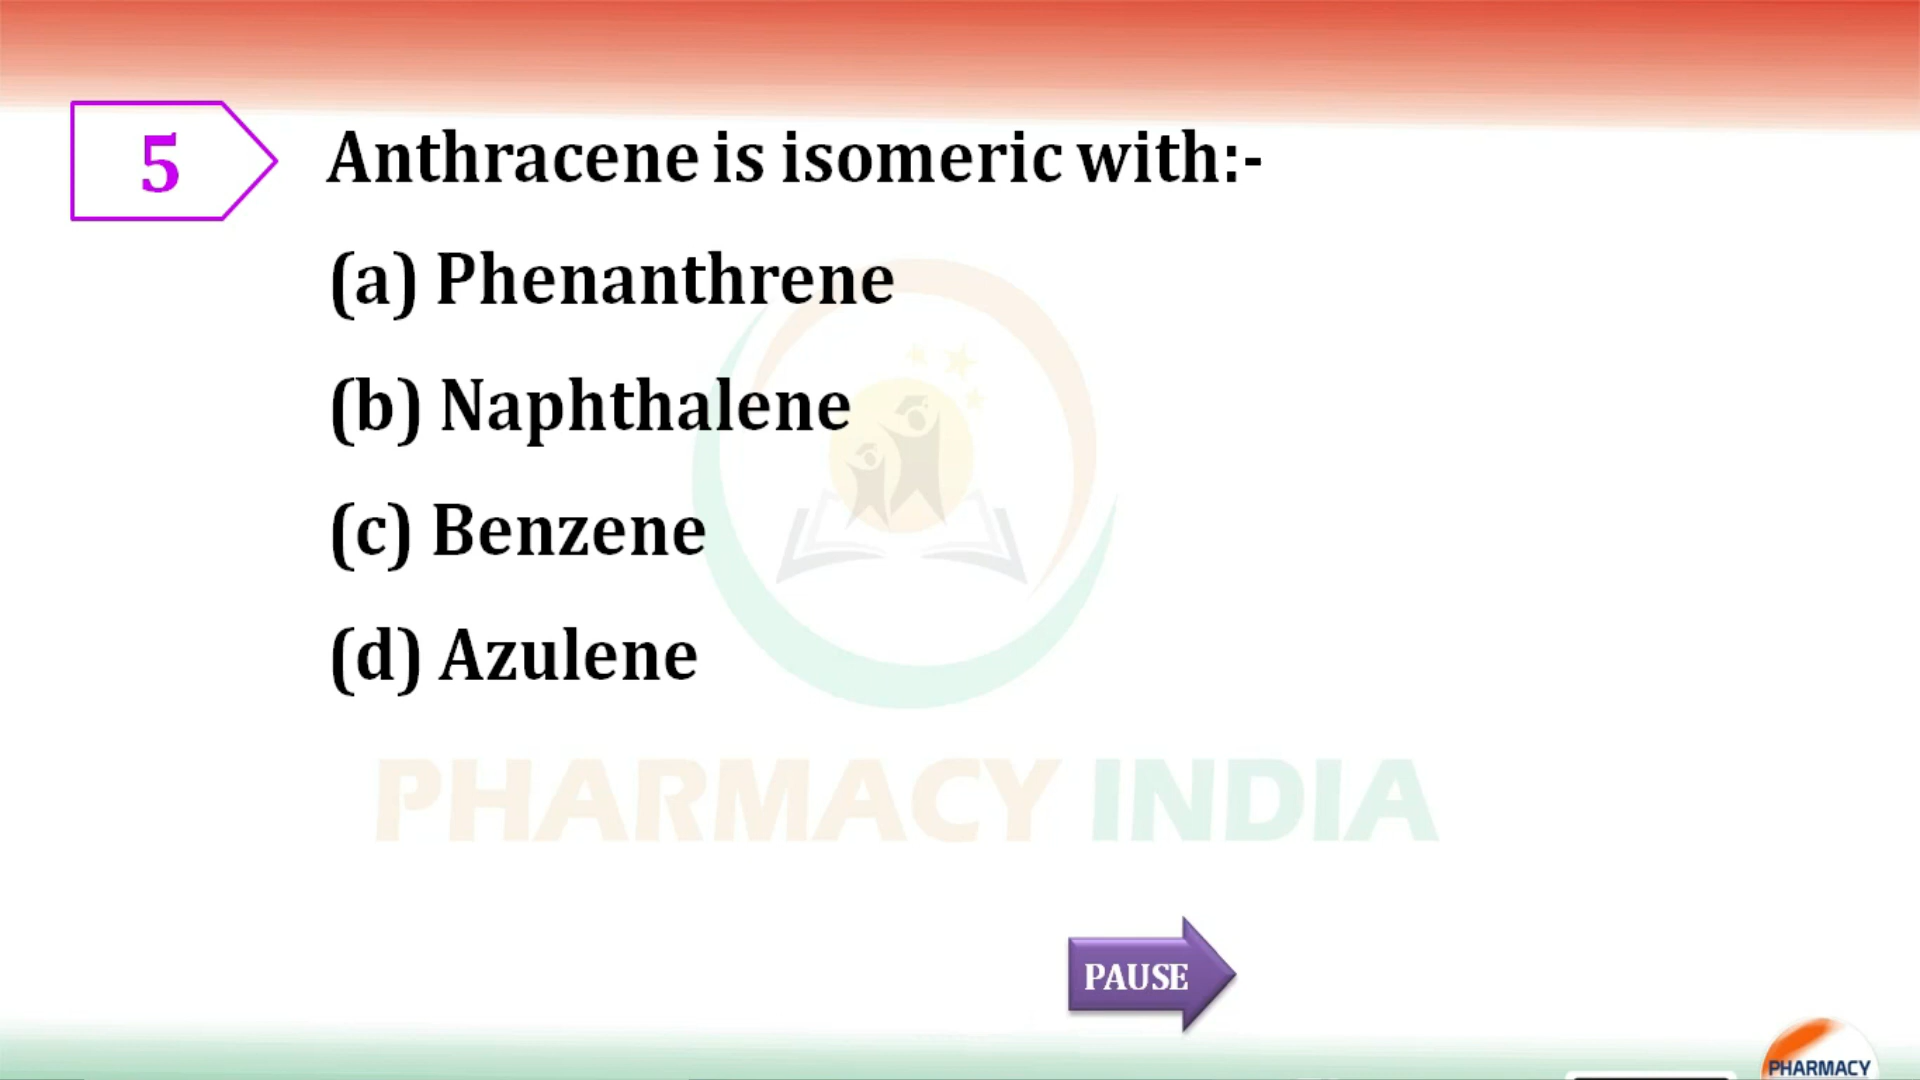 5
Anthracene is isomeric with:-
(a) Phenanthrene
(b) Naphthalene
(c) Benzene
(d) Azulene
PHARMACY INDIA
PAUSE
PHARMACY